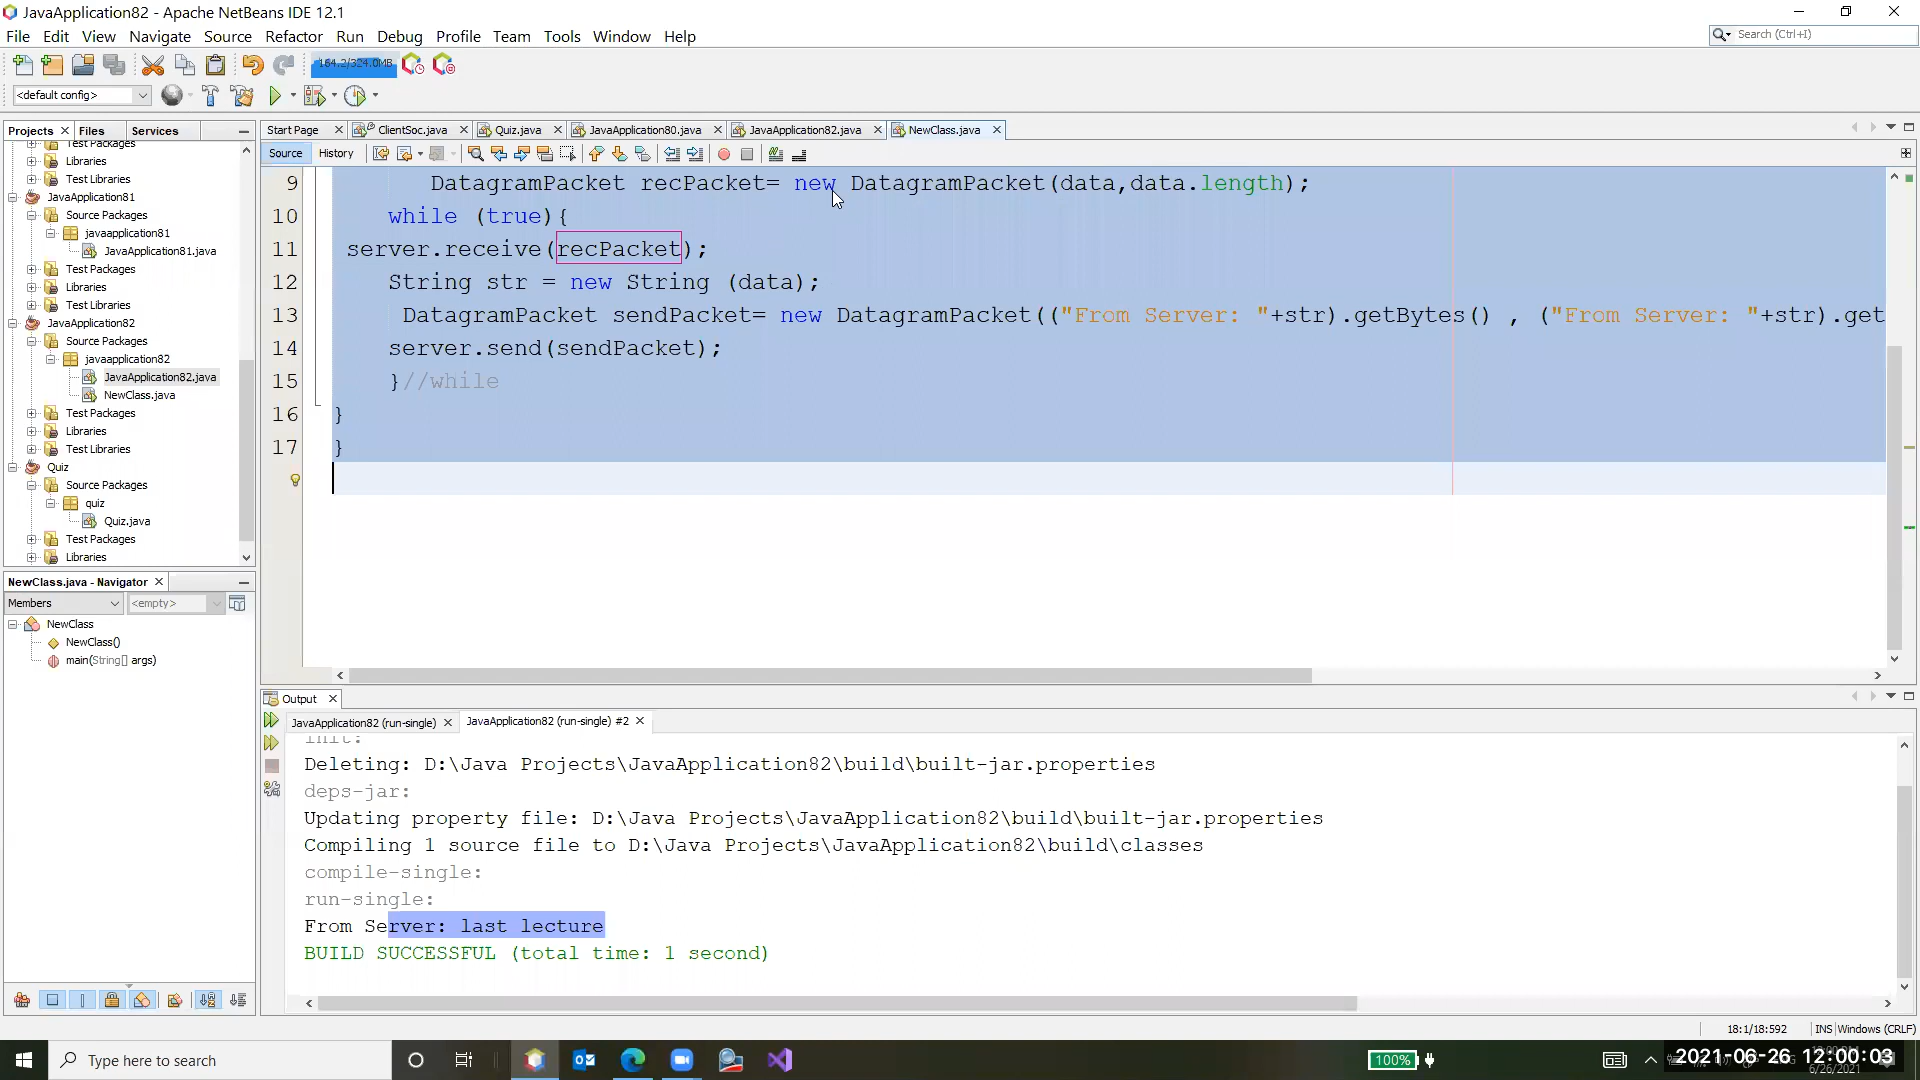 JavaApplication82 - Apache NetBeans IDE 12.1
File Edit View Navigate Source Refactor Run Debug Profile Team Tools Window Help
Search (Ctrl+I)
164.2/324.0MB
<default config>
Projects Files Services
Start Page ClientSoc.java Quiz.java JavaApplication80.java JavaApplication82.java NewClass.java
Source History
Test Packages
Libraries
Test Libraries
JavaApplication81
Source Packages
javaapplication81
JavaApplication81.java
Test Packages
Libraries
Test Libraries
JavaApplication82
Source Packages
javaapplication82
JavaApplication82.java
NewClass.java
Test Packages
Libraries
Test Libraries
Quiz
Source Packages
quiz
Quiz.java
Test Packages
Libraries
9 DatagramPacket recPacket= new DatagramPacket(data,data.length);
10 while (true){
11 server.receive(recPacket);
12 String str = new String (data);
13 DatagramPacket sendPacket= new DatagramPacket(("From Server: "+str).getBytes() , ("From Server: "+str).get
14 server.send(sendPacket);
15 }//while
16 }
17 }
NewClass.java - Navigator
Members <empty>
NewClass
NewClass()
main(String[] args)
Output
JavaApplication82 (run-single) JavaApplication82 (run-single) #2
init:
Deleting: D:\Java Projects\JavaApplication82\build\built-jar.properties
deps-jar:
Updating property file: D:\Java Projects\JavaApplication82\build\built-jar.properties
Compiling 1 source file to D:\Java Projects\JavaApplication82\build\classes
compile-single:
run-single:
From Server: last lecture
BUILD SUCCESSFUL (total time: 1 second)
18:1/18:592 INS Windows (CRLF)
Type here to search
100%
2021-06-26 12:00:03
6/26/2021